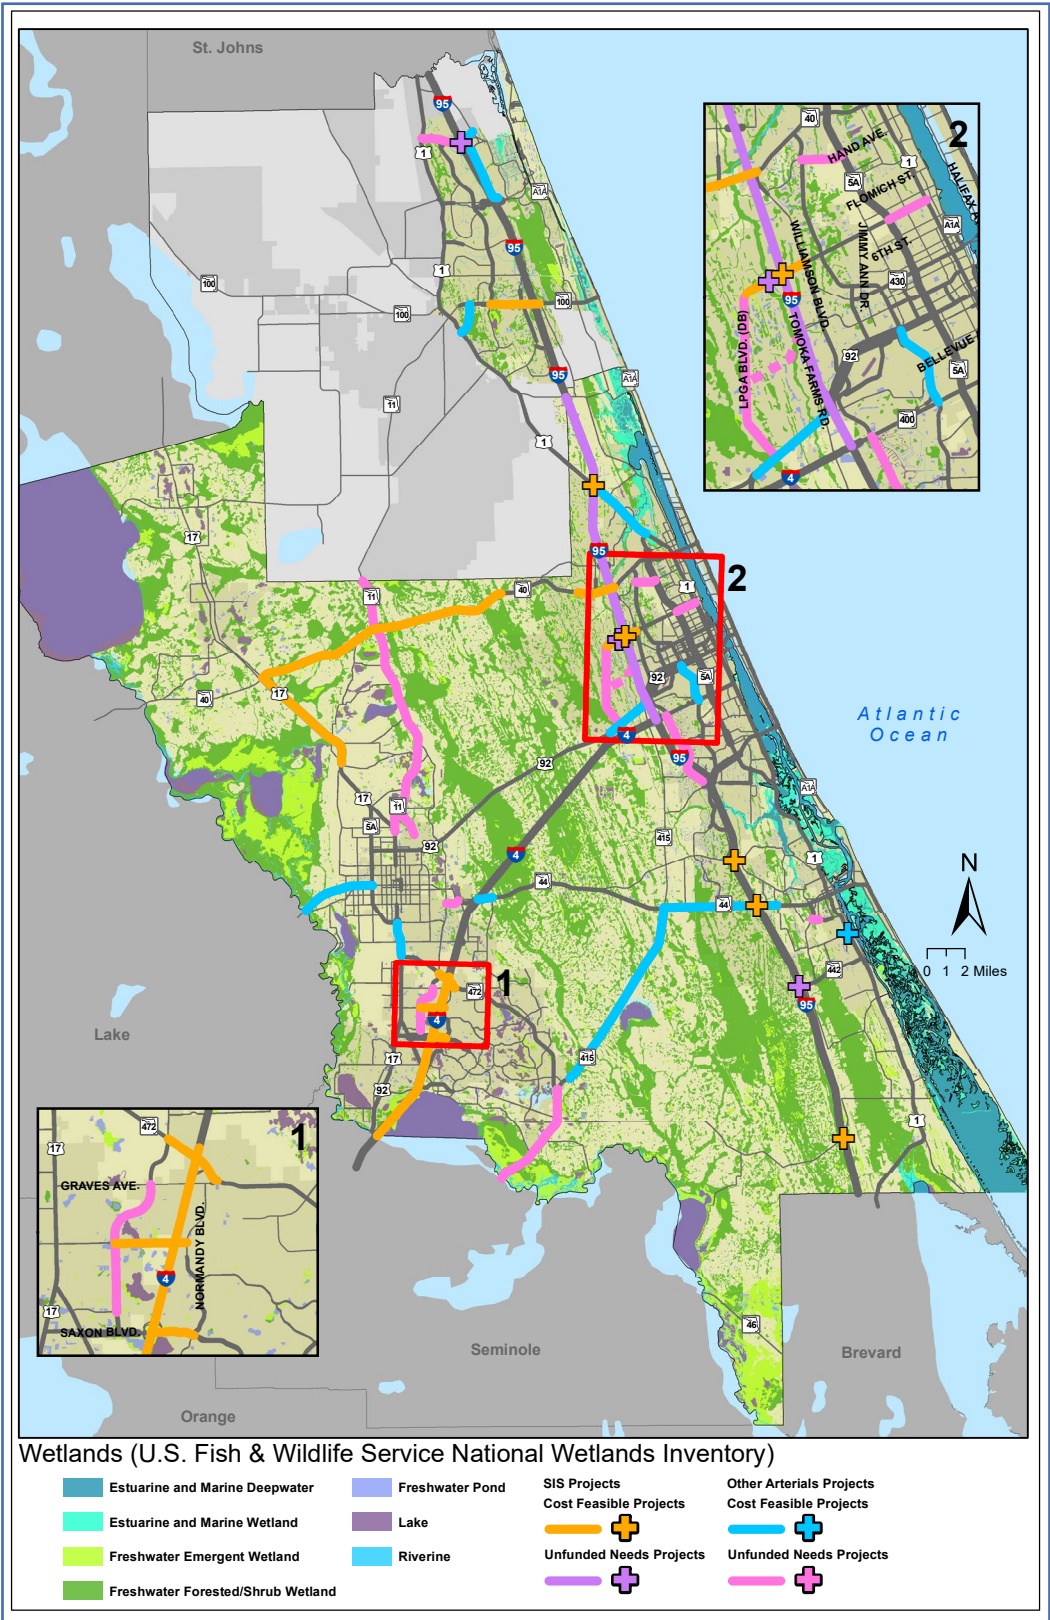 St. Johns
95
1
A1A
95
1
100
100
100
95
A1A
11
1
17
95
11
40
1
2
40
17
92
5A
4
95
92
17
11
5A
92
A1A
415
1
4
44
44
442
95
472
1
4
415
17
92
1
46
Atlantic
Ocean
N
0 1 2 Miles
Lake
Seminole
Orange
Brevard
2
40
HAND AVE.
1
5A
FLOMICH ST.
HALIFAX A
A1A
WILLIAMSON BLVD.
JIMMY ANN DR.
6TH ST.
430
95
LPGA BLVD. (DB)
TOMOKA FARMS RD.
92
BELLEVUE
5A
400
4
1
472
17
GRAVES AVE.
NORMANDY BLVD.
4
17
SAXON BLVD.
Wetlands (U.S. Fish & Wildlife Service National Wetlands Inventory)
Estuarine and Marine Deepwater
Estuarine and Marine Wetland
Freshwater Emergent Wetland
Freshwater Forested/Shrub Wetland
Freshwater Pond
Lake
Riverine
SIS Projects
Cost Feasible Projects
Unfunded Needs Projects
Other Arterials Projects
Cost Feasible Projects
Unfunded Needs Projects